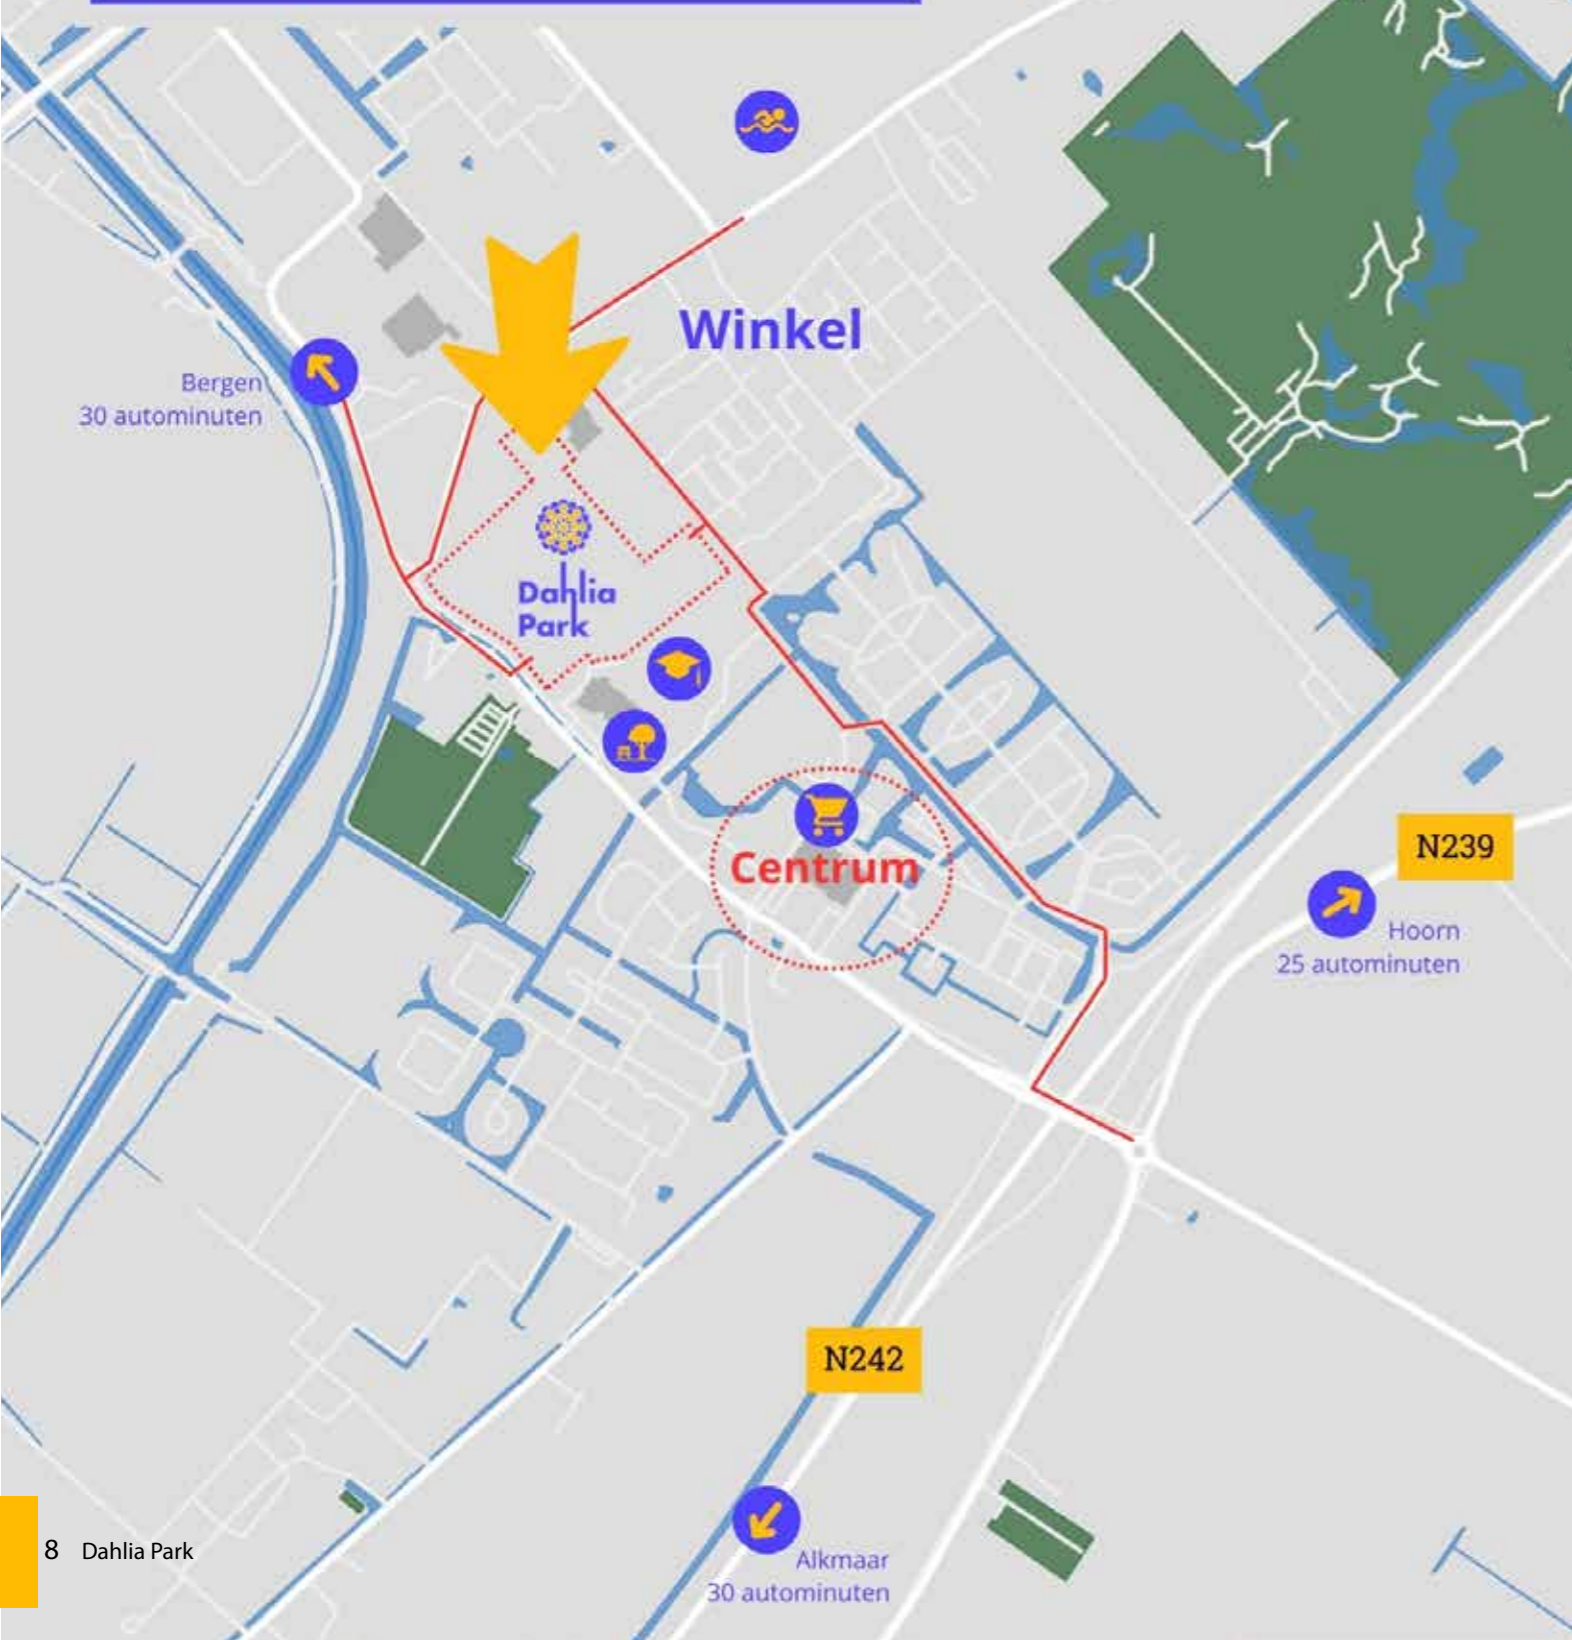 Winkel
Bergen
30 autominuten
Dahlia
Park
Centrum
N239
Hoorn
25 autominuten
N242
Alkmaar
30 autominuten
8 Dahlia Park